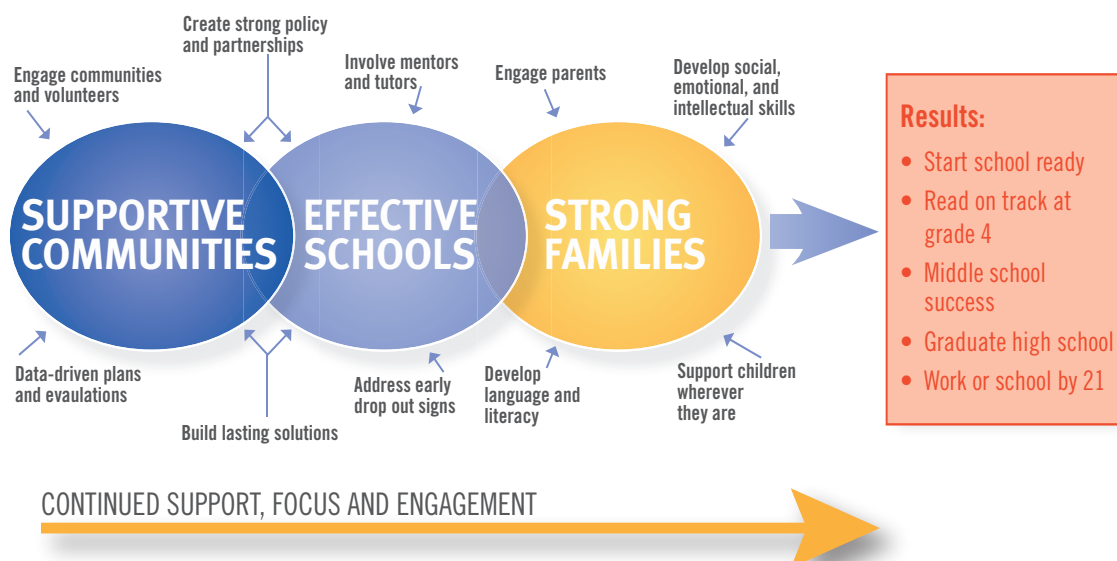 Create strong policy
and partnerships
Engage communities
and volunteers
Involve mentors
and tutors
Engage parents
Develop social,
emotional, and
intellectual skills
SUPPORTIVE
COMMUNITIES
EFFECTIVE
SCHOOLS
STRONG
FAMILIES
Data-driven plans
and evaulations
Build lasting solutions
Address early
drop out signs
Develop
language and
literacy
Support children
wherever
they are
Results:
• Start school ready
• Read on track at
grade 4
• Middle school
success
• Graduate high school
• Work or school by 21
CONTINUED SUPPORT, FOCUS AND ENGAGEMENT